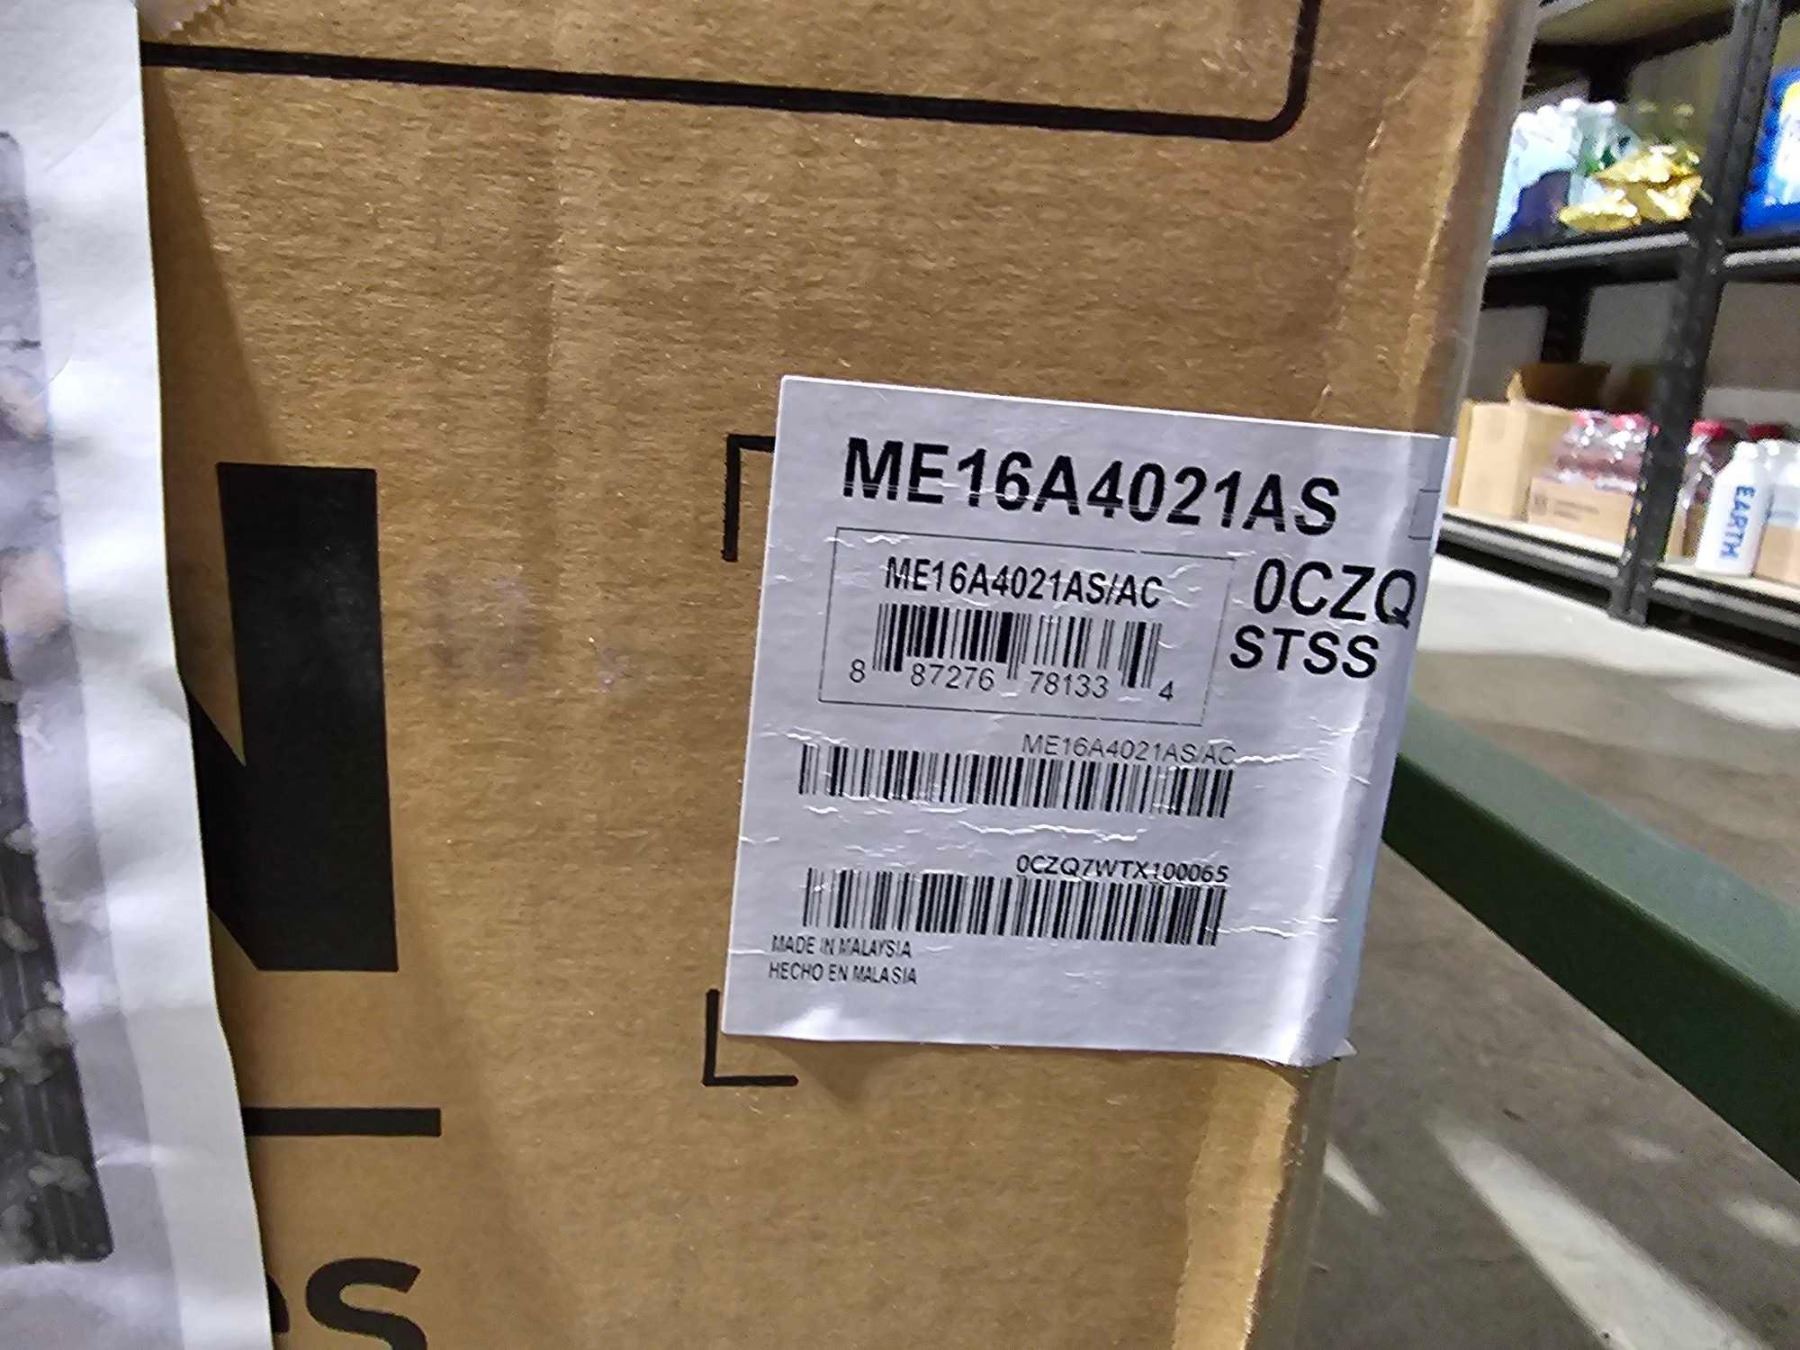 ME16A4021AS
ME16A4021AS/AC
0CZQ
STSS
8 87276 78133 4
ME16A4021AS/AC
0CZQ7WTX100065
MADE IN MALAYSIA
HECHO EN MALASIA
EARTH